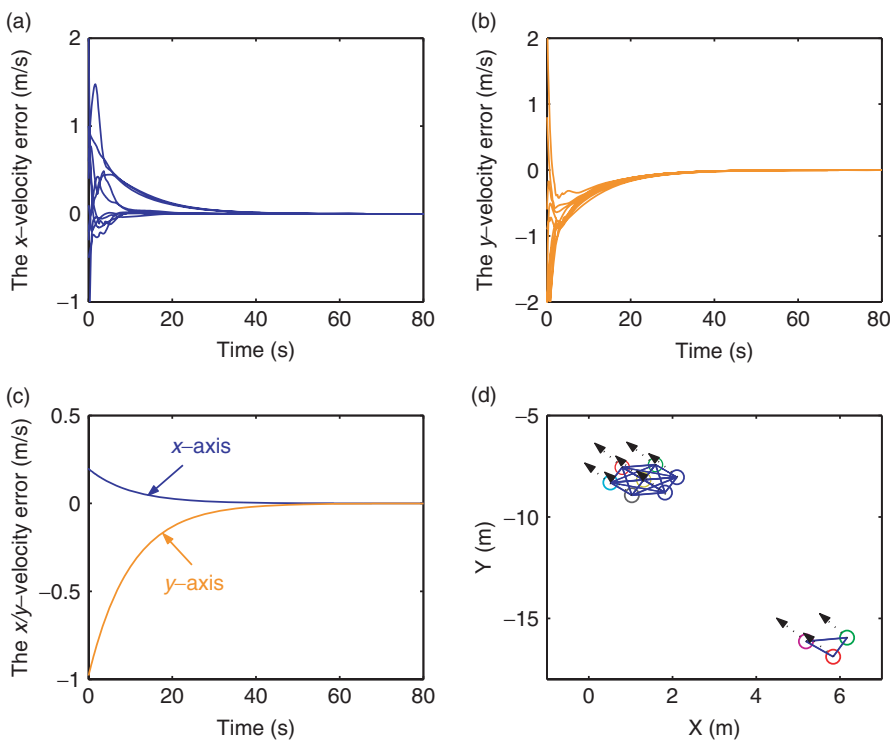 (a)
The x–velocity error (m/s)
2
1
0
–1
0
20
40
60
80
Time (s)
(b)
The y–velocity error (m/s)
2
1
0
–1
–2
0
20
40
60
80
Time (s)
(c)
The x/y–velocity error (m/s)
0.5
0
–0.5
–1
x–axis
y–axis
0
20
40
60
80
Time (s)
(d)
Y (m)
–5
–10
–15
0
2
4
6
X (m)